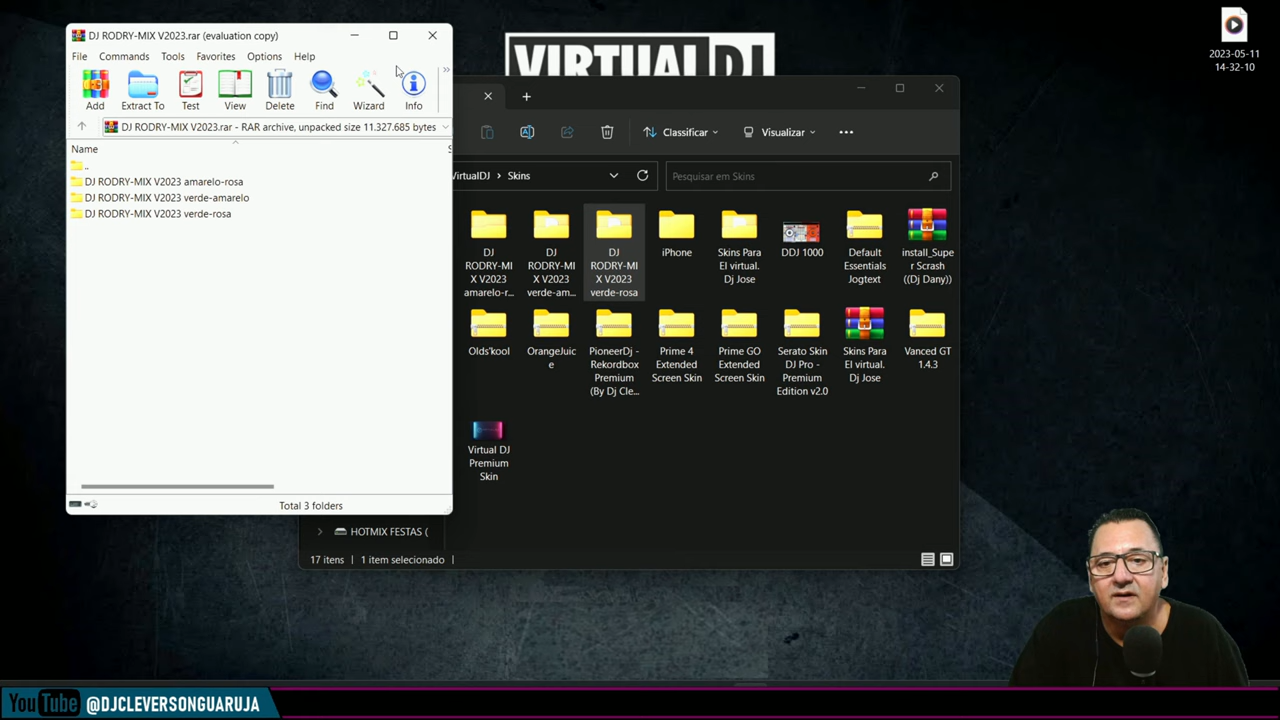 DJ RODRY-MIX V2023.rar (evaluation copy)
File Commands Tools Favorites Options Help
Add Extract To Test View Delete Find Wizard Info
DJ RODRY-MIX V2023.rar - RAR archive, unpacked size 11.327.685 bytes
Name
..
DJ RODRY-MIX V2023 amarelo-rosa
DJ RODRY-MIX V2023 verde-amarelo
DJ RODRY-MIX V2023 verde-rosa
Total 3 folders
VIRTUAL DJ
2023-05-11
14-32-10
Classificar
Visualizar
VirtualDJ > Skins
Pesquisar em Skins
DJ
RODRY-MI
X V2023
amarelo-r...
DJ
RODRY-MI
X V2023
verde-am...
DJ
RODRY-MI
X V2023
verde-rosa
iPhone
Skins Para
El virtual.
Dj Jose
DDJ 1000
Default
Essentials
Jogtext
install_Supe
r Scrash
((Dj Dany))
Olds'kool
OrangeJuic
e
PioneerDj -
Rekordbox
Premium
(By Dj Cle...
Prime 4
Extended
Screen Skin
Prime GO
Extended
Screen Skin
Serato Skin
DJ Pro -
Premium
Edition v2.0
Skins Para
El virtual.
Dj Jose
Vanced GT
1.4.3
Virtual DJ
Premium
Skin
HOTMIX FESTAS (
17 itens | 1 item selecionado |
YouTube @DJCLEVERSONGUARUJA